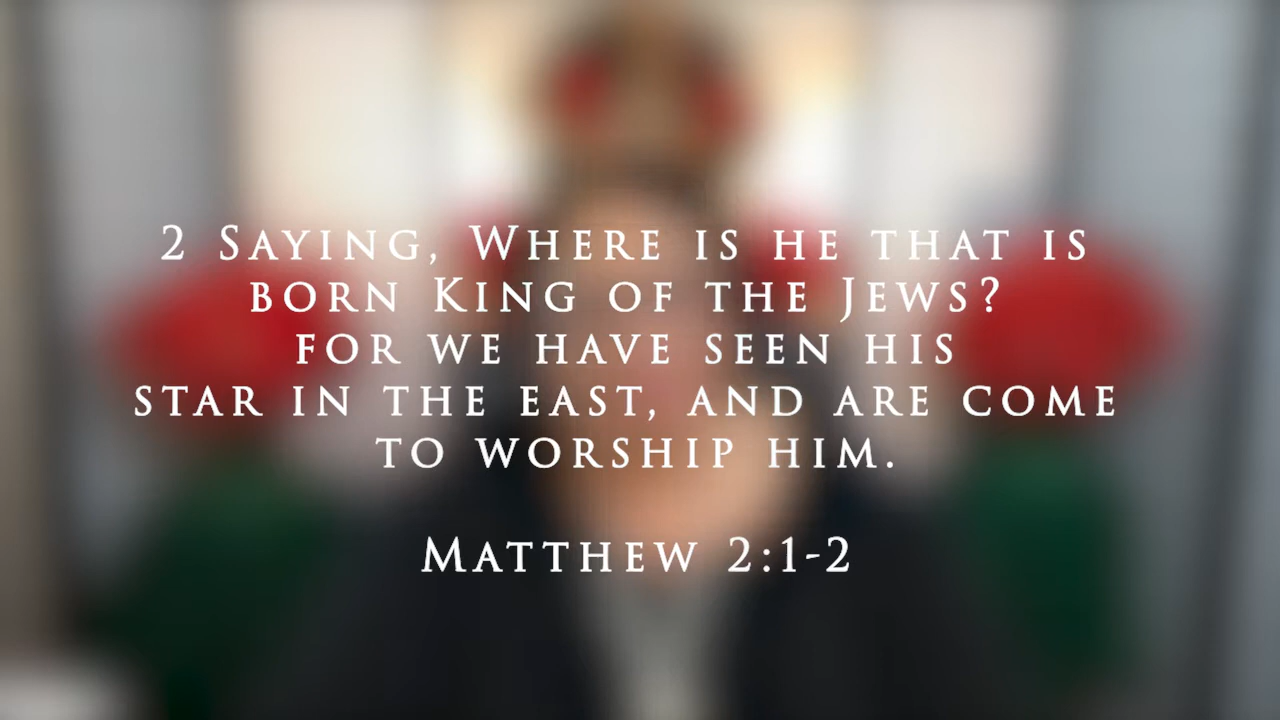 2 Saying, Where is he that is
born King of the Jews?
for we have seen his
star in the east, and are come
to worship him.
Matthew 2:1-2